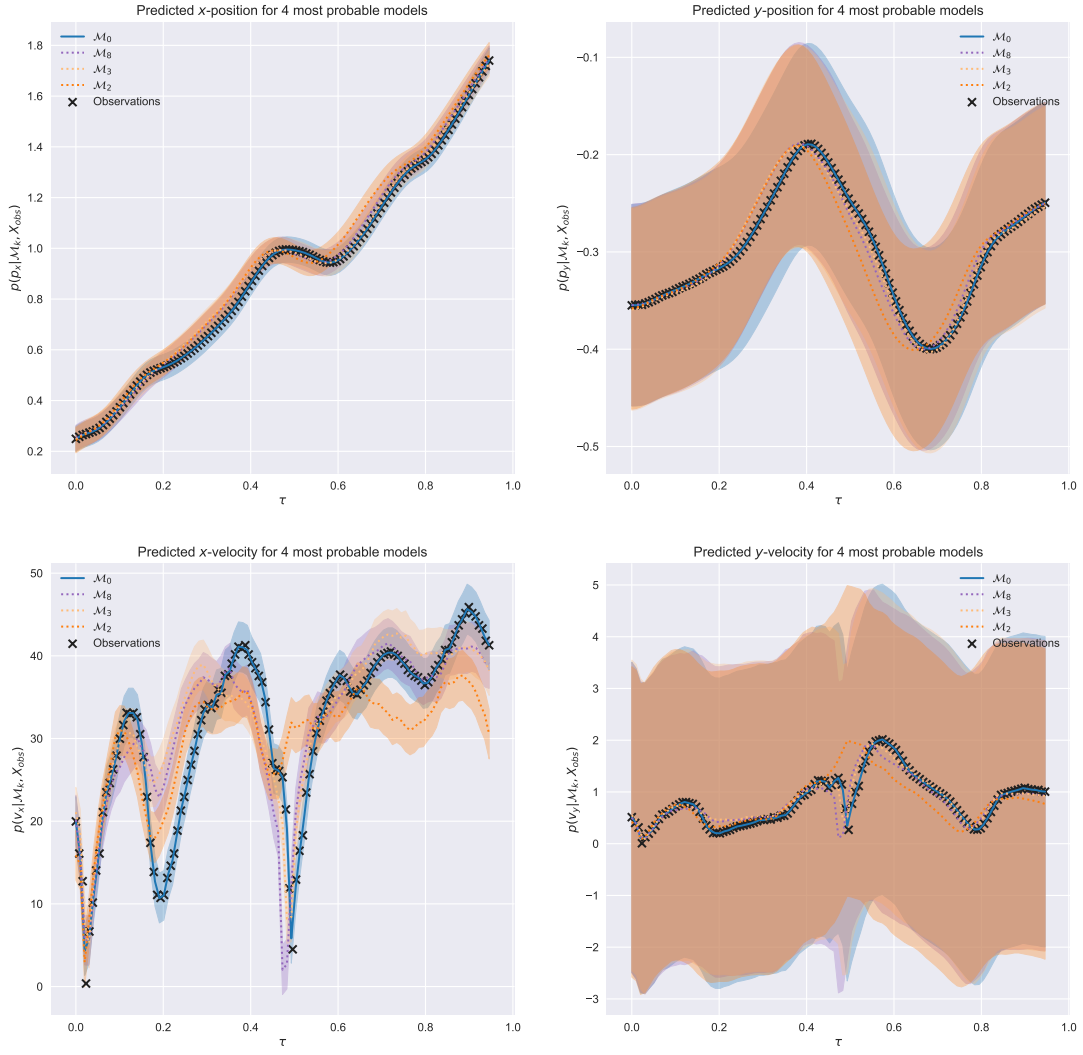 Predicted x-position for 4 most probable models
p(pₓ|ℳₖ, X_obs)
1.8
1.6
1.4
1.2
1.0
0.8
0.6
0.4
0.2
ℳ₀
ℳ₈
ℳ₃
ℳ₂
Observations
0.0 0.2 0.4 0.6 0.8 1.0
τ
Predicted y-position for 4 most probable models
p(p_y|ℳₖ, X_obs)
−0.1
−0.2
−0.3
−0.4
−0.5
ℳ₀
ℳ₈
ℳ₃
ℳ₂
Observations
0.0 0.2 0.4 0.6 0.8 1.0
τ
Predicted x-velocity for 4 most probable models
p(vₓ|ℳₖ, X_obs)
50
40
30
20
10
0
ℳ₀
ℳ₈
ℳ₃
ℳ₂
Observations
0.0 0.2 0.4 0.6 0.8 1.0
τ
Predicted y-velocity for 4 most probable models
p(v_y|ℳₖ, X_obs)
5
4
3
2
1
0
−1
−2
−3
ℳ₀
ℳ₈
ℳ₃
ℳ₂
Observations
0.0 0.2 0.4 0.6 0.8 1.0
τ